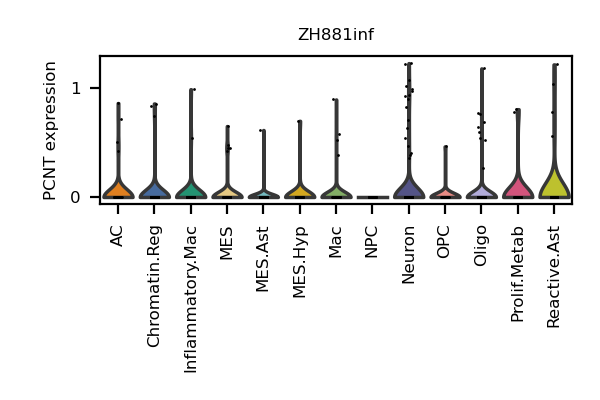 ZH881inf
PCNT expression
1
0
AC
Chromatin.Reg
Inflammatory.Mac
MES
MES.Ast
MES.Hyp
Mac
NPC
Neuron
OPC
Oligo
Prolif.Metab
Reactive.Ast